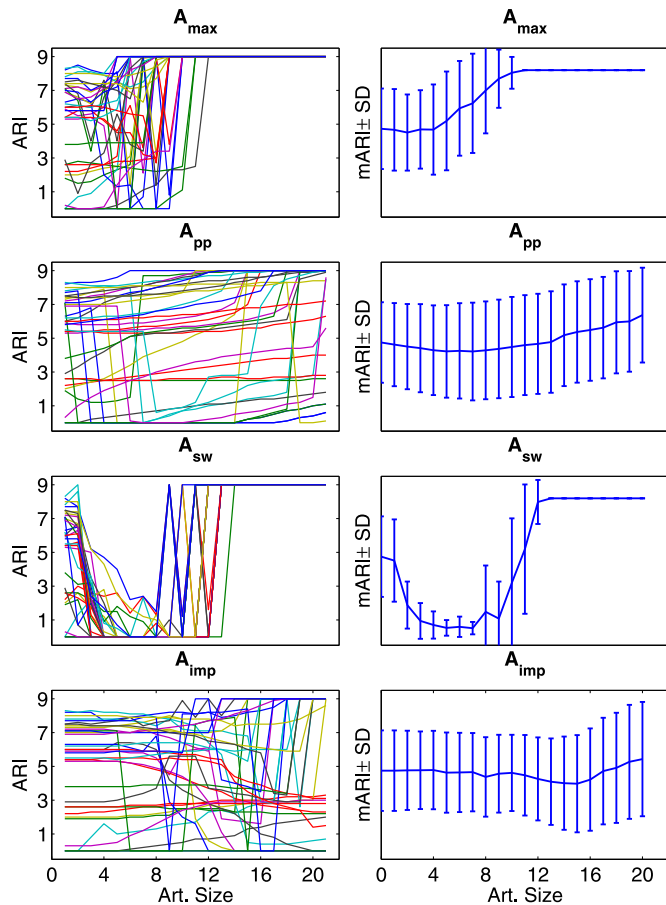 A_max A_max
9
7
5
3
1
ARI
mARI± SD
A_pp A_pp
9
7
5
3
1
ARI
mARI± SD
A_sw A_sw
9
7
5
3
1
ARI
mARI± SD
A_imp A_imp
9
7
5
3
1
ARI
mARI± SD
0 4 8 12 16 20 0 4 8 12 16 20
Art. Size Art. Size